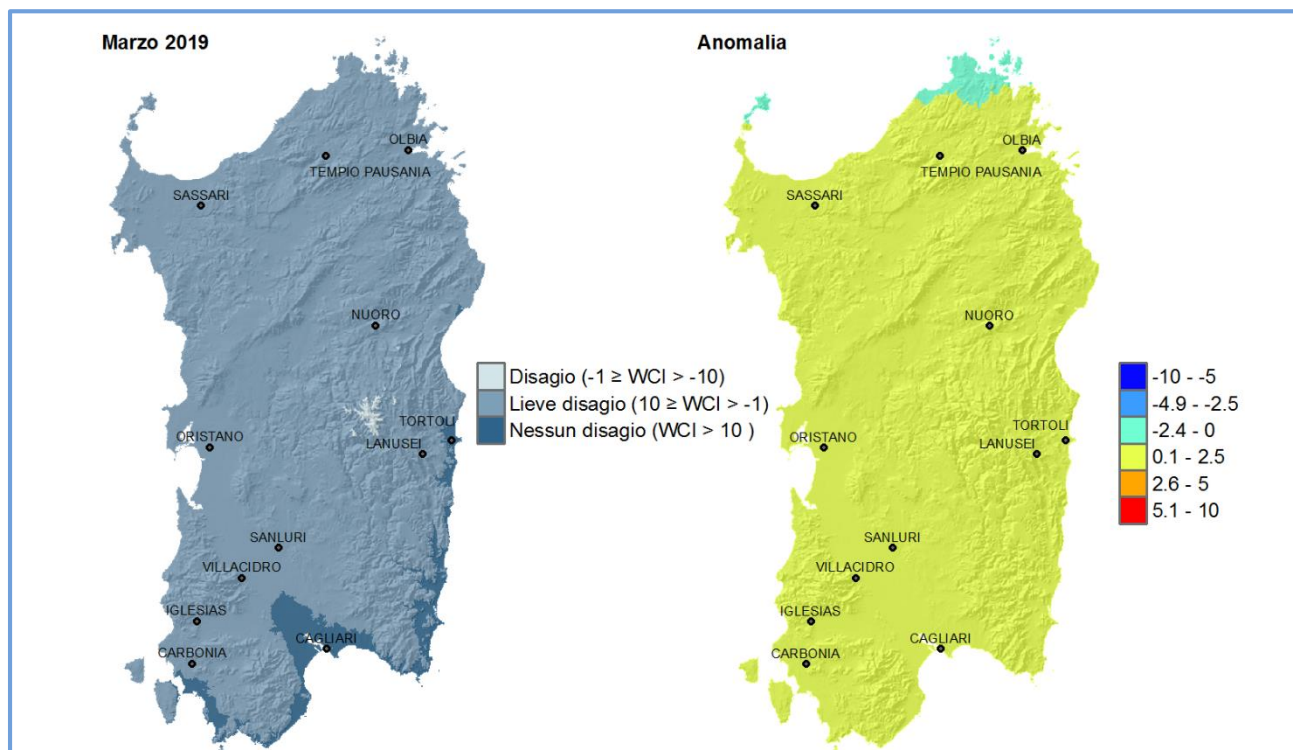 Marzo 2019
OLBIA
TEMPIO PAUSANIA
SASSARI
NUORO
TORTOLI
ORISTANO
LANUSEI
SANLURI
VILLACIDRO
IGLESIAS
CAGLIARI
CARBONIA
Disagio (-1 ≥ WCI > -10)
Lieve disagio (10 ≥ WCI > -1)
Nessun disagio (WCI > 10 )
Anomalia
OLBIA
TEMPIO PAUSANIA
SASSARI
NUORO
TORTOLI
ORISTANO
LANUSEI
SANLURI
VILLACIDRO
IGLESIAS
CAGLIARI
CARBONIA
-10 - -5
-4.9 - -2.5
-2.4 - 0
0.1 - 2.5
2.6 - 5
5.1 - 10